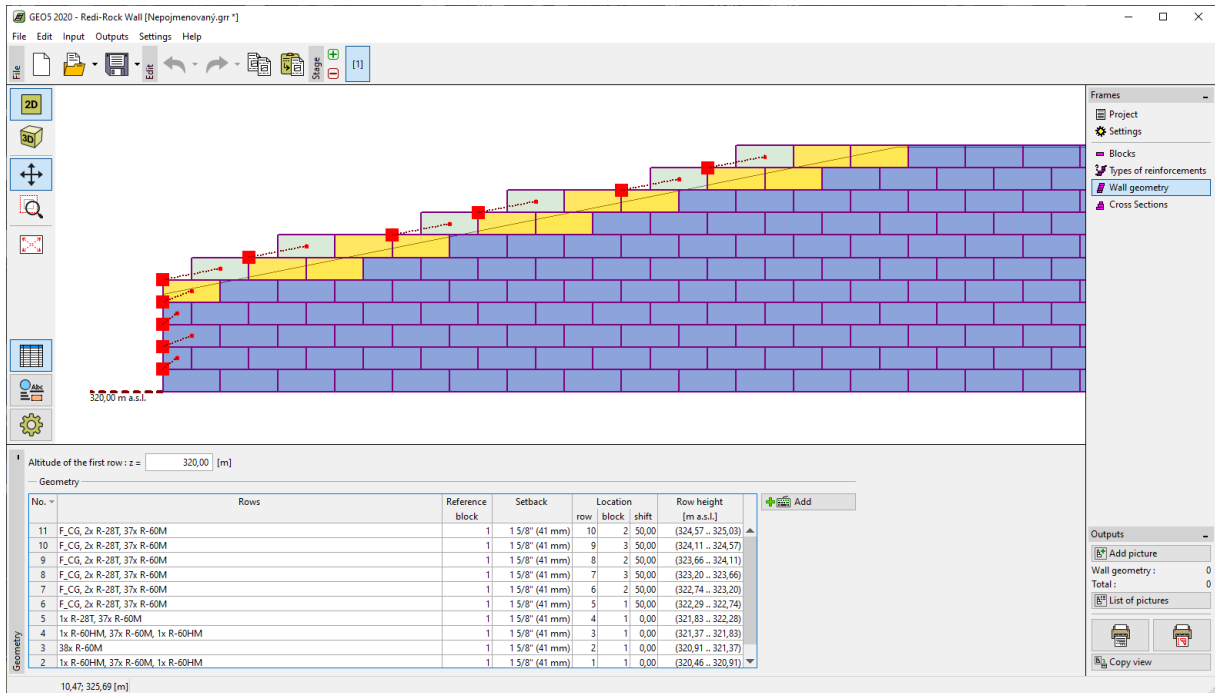 GEO5 2020 - Redi-Rock Wall [Nepojmenovaný.grr *]
File Edit Input Outputs Settings Help
File
Edit
Stage
[1]
2D
3D
Abc
320,00 m a.s.l.
Frames
Project
Settings
Blocks
Types of reinforcements
Wall geometry
Cross Sections
Altitude of the first row : z = 320,00 [m]
Geometry
No. Rows Reference Setback Location Row height
block row block shift [m a.s.l.]
11 F_CG, 2x R-28T, 37x R-60M 1 1 5/8" (41 mm) 10 2 50,00 (324,57 .. 325,03)
10 F_CG, 2x R-28T, 37x R-60M 1 1 5/8" (41 mm) 9 3 50,00 (324,11 .. 324,57)
9 F_CG, 2x R-28T, 37x R-60M 1 1 5/8" (41 mm) 8 2 50,00 (323,66 .. 324,11)
8 F_CG, 2x R-28T, 37x R-60M 1 1 5/8" (41 mm) 7 3 50,00 (323,20 .. 323,66)
7 F_CG, 2x R-28T, 37x R-60M 1 1 5/8" (41 mm) 6 2 50,00 (322,74 .. 323,20)
6 F_CG, 2x R-28T, 37x R-60M 1 1 5/8" (41 mm) 5 1 50,00 (322,29 .. 322,74)
5 1x R-28T, 37x R-60M 1 1 5/8" (41 mm) 4 1 0,00 (321,83 .. 322,28)
4 1x R-60HM, 37x R-60M, 1x R-60HM 1 1 5/8" (41 mm) 3 1 0,00 (321,37 .. 321,83)
3 38x R-60M 1 1 5/8" (41 mm) 2 1 0,00 (320,91 .. 321,37)
2 1x R-60HM, 37x R-60M, 1x R-60HM 1 1 5/8" (41 mm) 1 1 0,00 (320,46 .. 320,91)
Add
Geometry
Outputs
Add picture
Wall geometry : 0
Total : 0
List of pictures
Copy view
10,47; 325,69 [m]